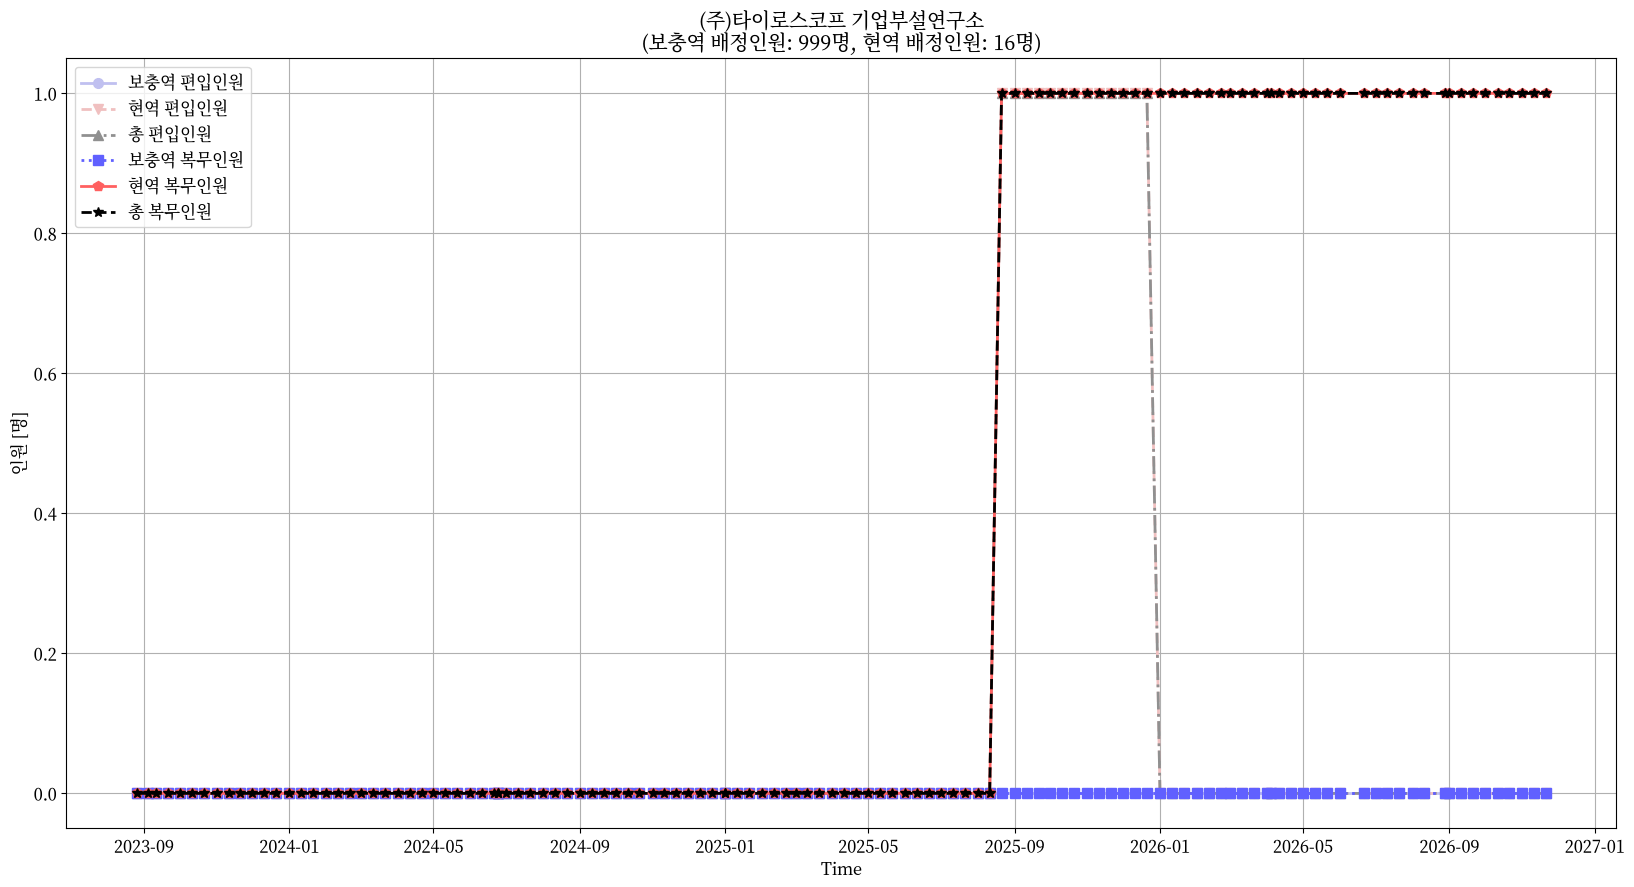 (주)타이로스코프 기업부설연구소
(보충역 배정인원: 999명, 현역 배정인원: 16명)
보충역 편입인원
현역 편입인원
총 편입인원
보충역 복무인원
현역 복무인원
총 복무인원
1.0
0.8
0.6
0.4
0.2
0.0
인원 [명]
2023-09 2024-01 2024-05 2024-09 2025-01 2025-05 2025-09 2026-01 2026-05 2026-09 2027-01
Time